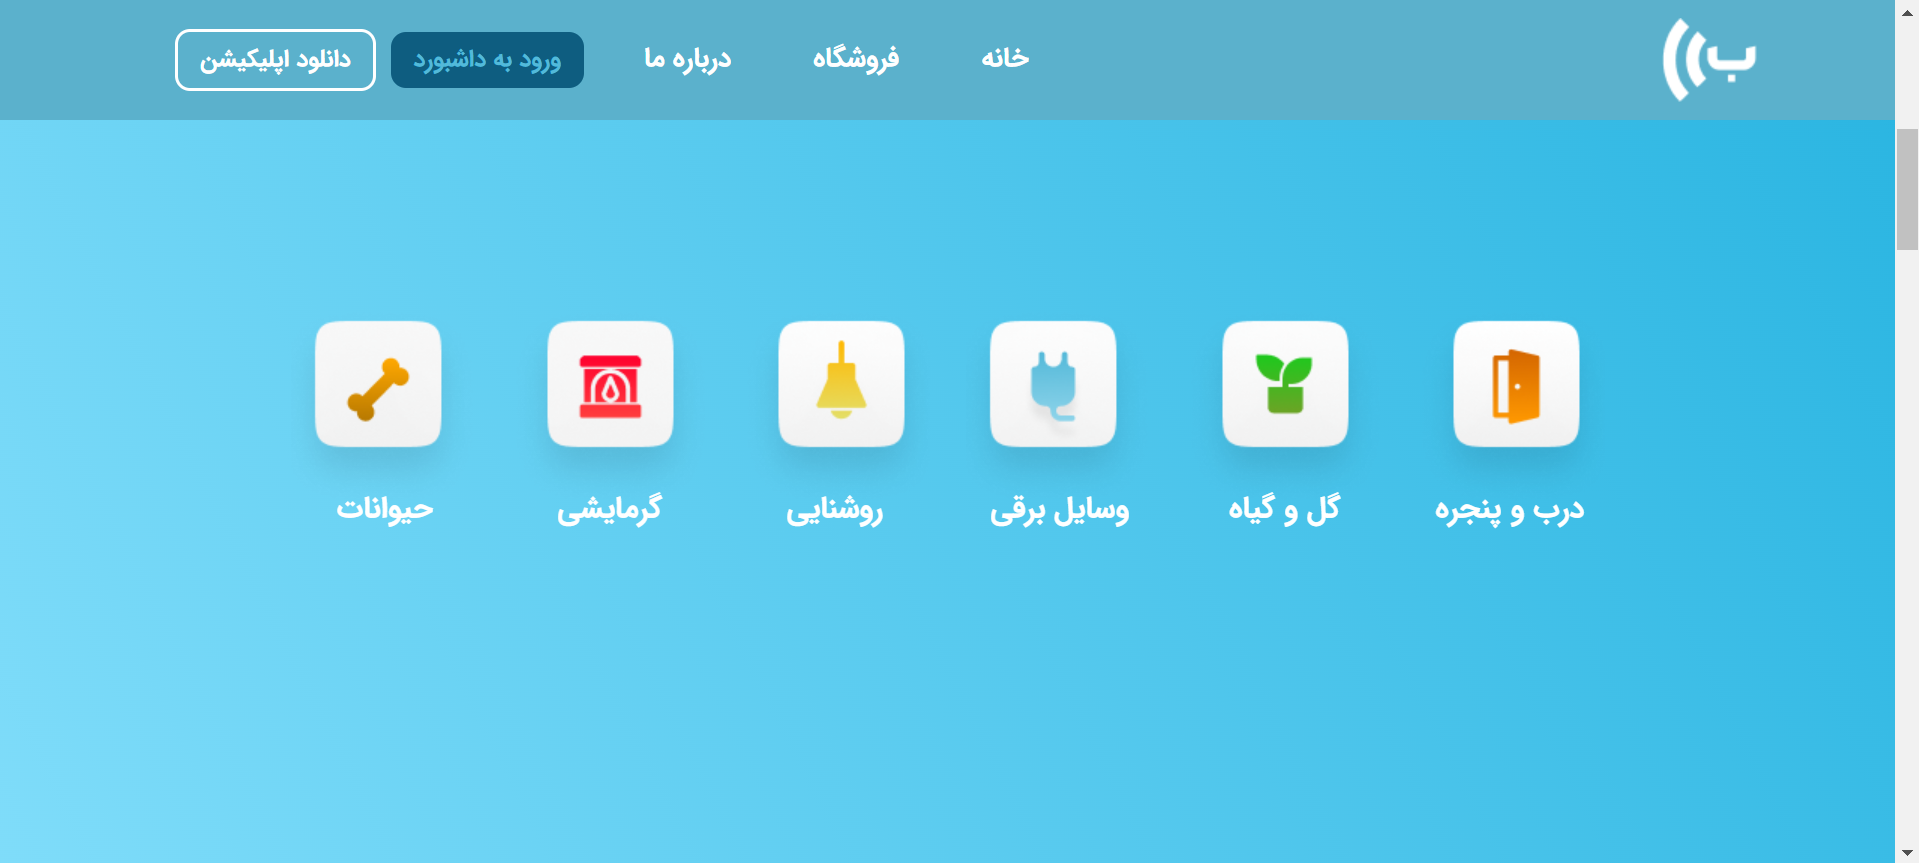 ب
خانه
فروشگاه
درباره ما
ورود به داشبورد
دانلود اپلیکیشن
درب و پنجره
گل و گیاه
وسایل برقی
روشنایی
گرمایشی
حیوانات